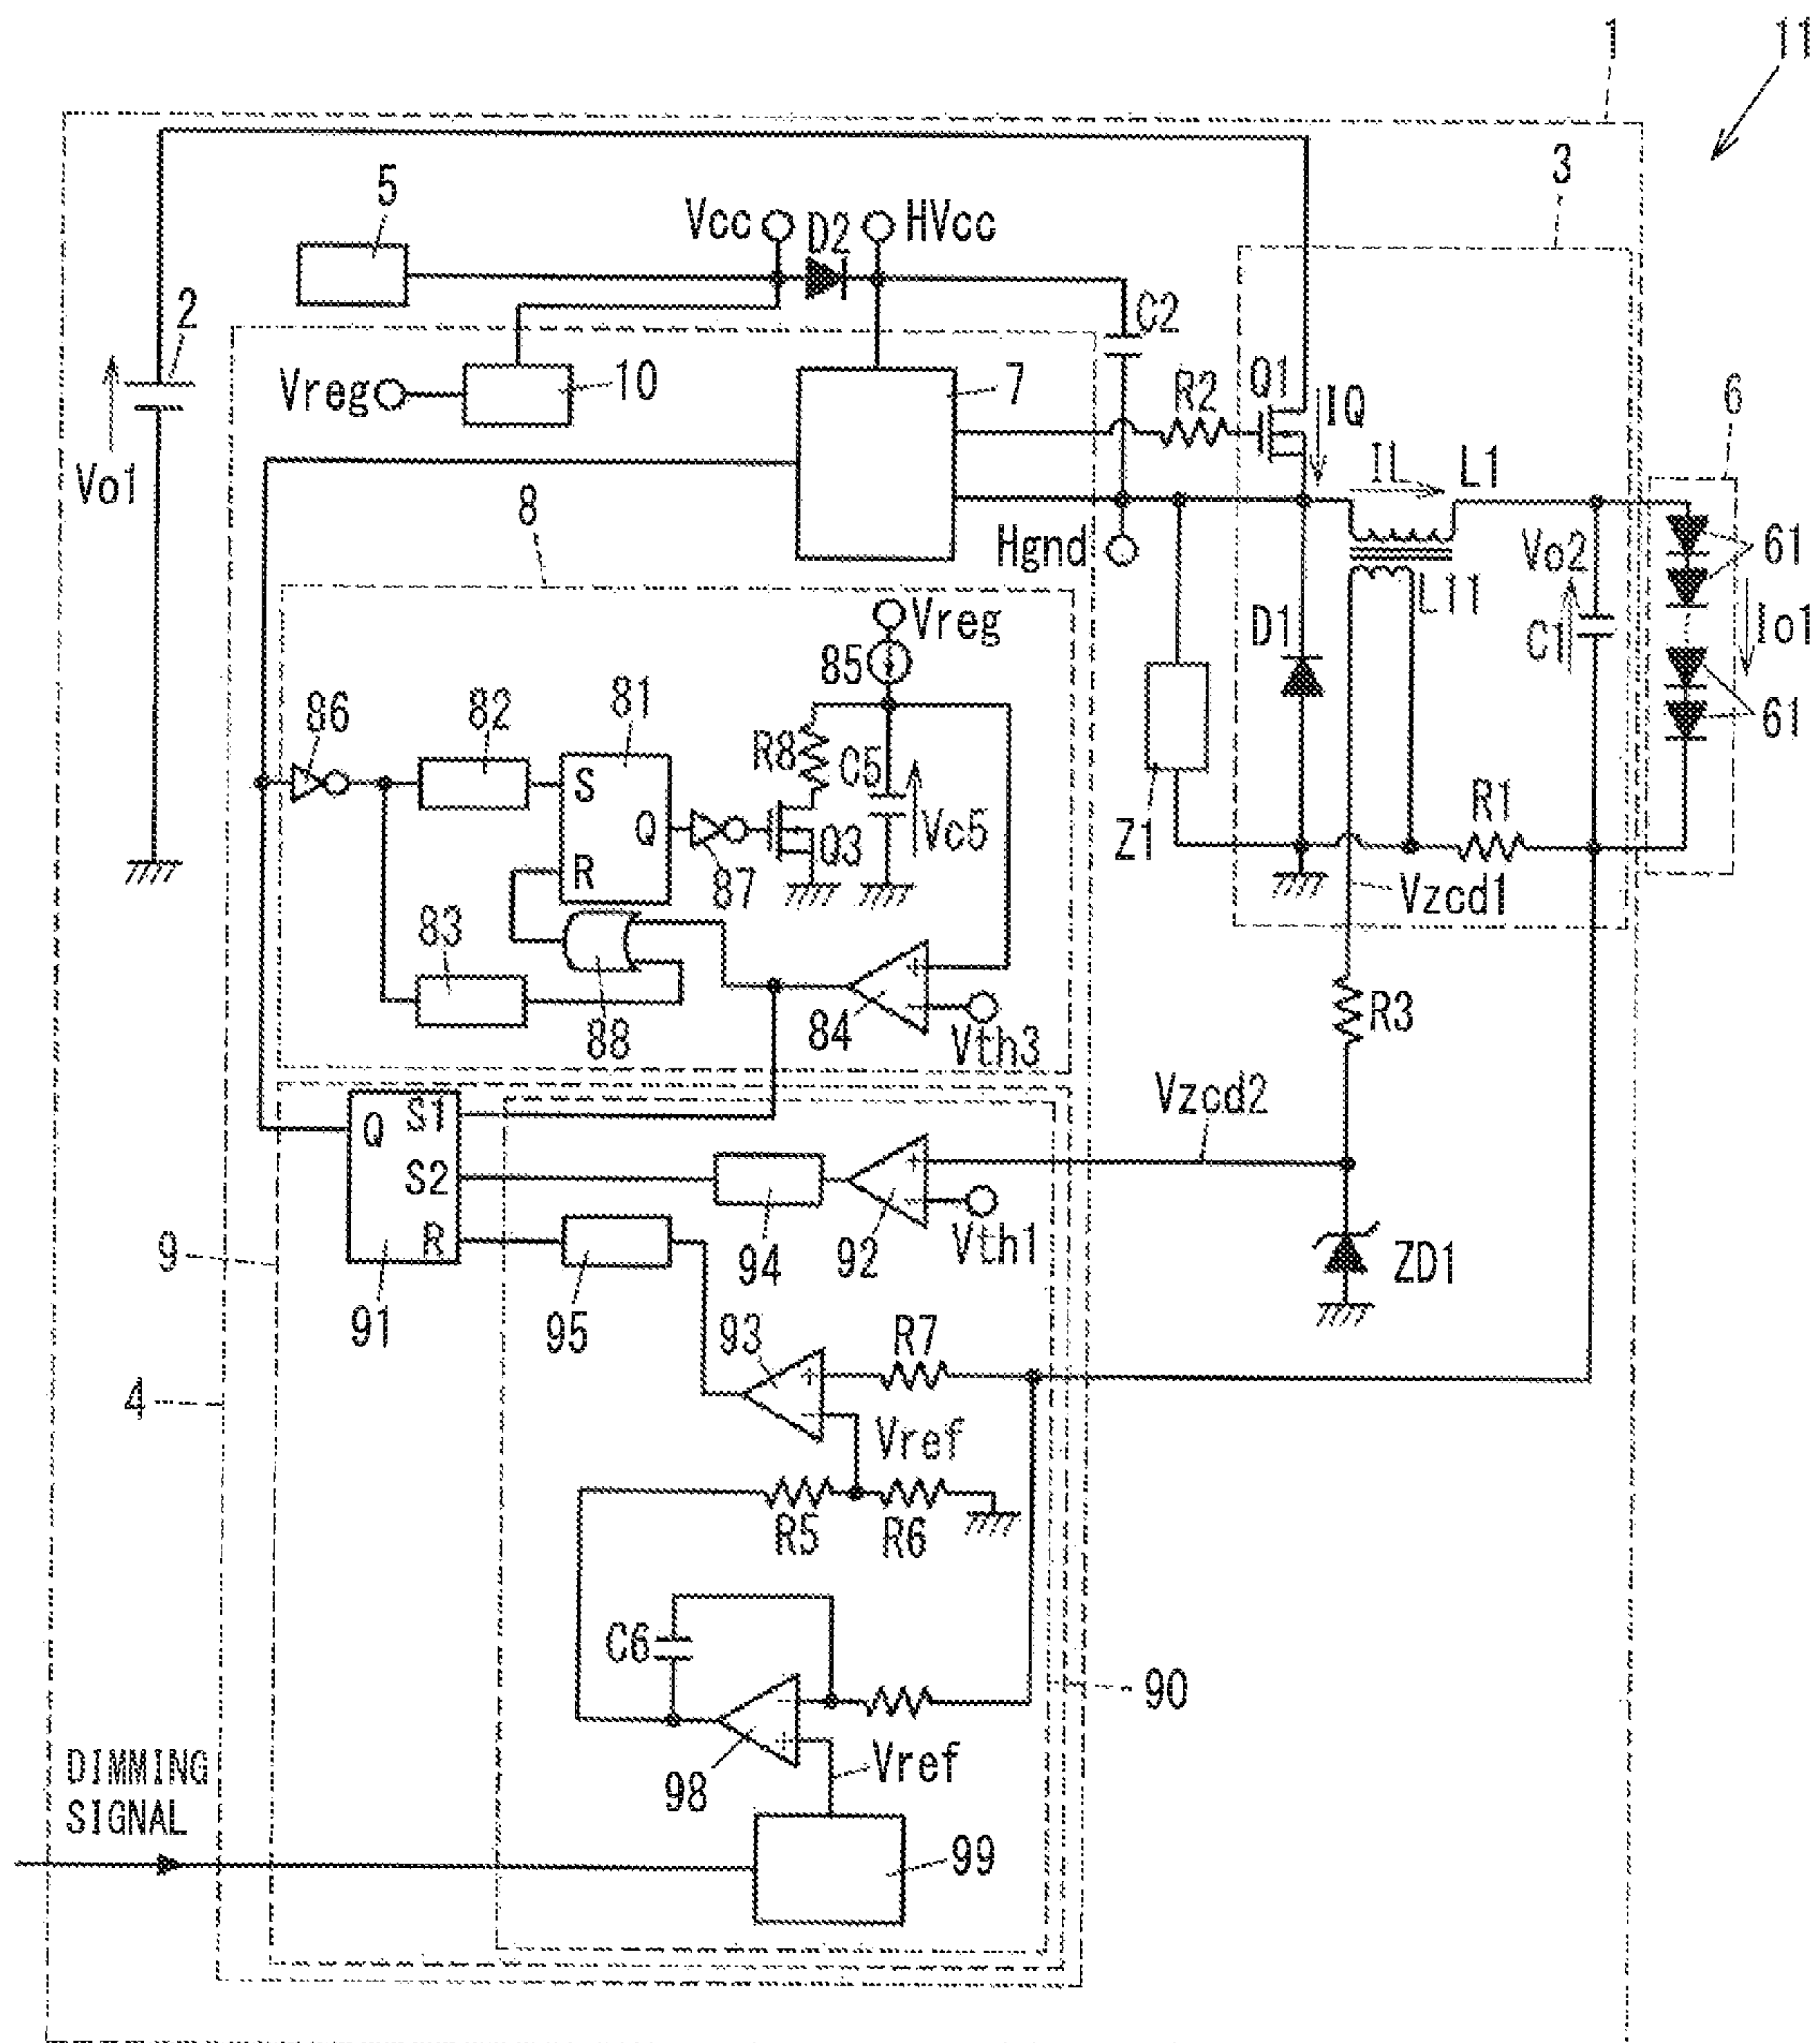 1
11
3
5
Vcc
D2
HVcc
2
C2
Vreg
10
7
R2
Q1
IQ
6
Vo1
IL
L1
8
Hgnd
Vo2
61
L11
Vreg
D1
C1
Io1
85
86
82
81
R8
C5
61
S
Z1
R1
Q
Q3
Vc5
R
87
Vzcd1
83
88
84
Vth3
R3
Vzcd2
Q
S1
S2
R
9
94
92
Vth1
ZD1
91
95
93
R7
4
Vref
R5
R6
C6
90
98
Vref
DIMMING
SIGNAL
99